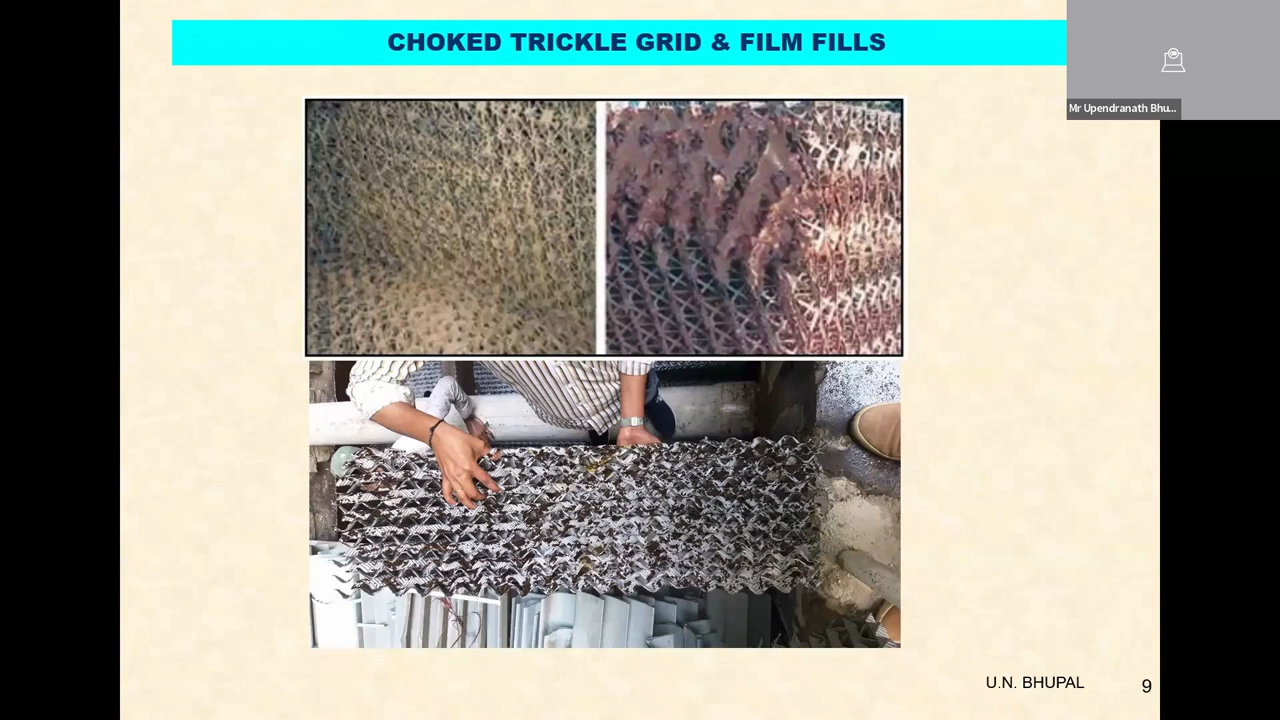 CHOKED TRICKLE GRID & FILM FILLS
Mr Upendranath Bhu...
U.N. BHUPAL
9